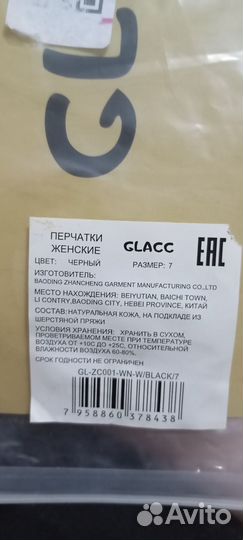 GL
ПЕРЧАТКИ
ЖЕНСКИЕ
GLACC
EAC
ЦВЕТ: ЧЕРНЫЙ РАЗМЕР: 7
ИЗГОТОВИТЕЛЬ:
BAODING ZHANCHENG GARMENT MANUFACTURING CO.,LTD
МЕСТО НАХОЖДЕНИЯ: BEIYUTIAN, BAICHI TOWN,
LI CONTRY,BAODING CITY, HEBEI PROVINCE, КИТАЙ
СОСТАВ: НАТУРАЛЬНАЯ КОЖА, НА ПОДКЛАДЕ ИЗ
ШЕРСТЯНОЙ ПРЯЖИ
УСЛОВИЯ ХРАНЕНИЯ: ХРАНИТЬ В СУХОМ,
ПРОВЕТРИВАЕМОМ МЕСТЕ ПРИ ТЕМПЕРАТУРЕ
ВОЗДУХА ОТ +10С ДО +25С, ОТНОСИТЕЛЬНОЙ
ВЛАЖНОСТИ ВОЗДУХА 60-80%.
СРОК ГОДНОСТИ НЕ ОГРАНИЧЕН
GL-ZC001-WN-W/BLACK/7
7 958860 378438
Avito